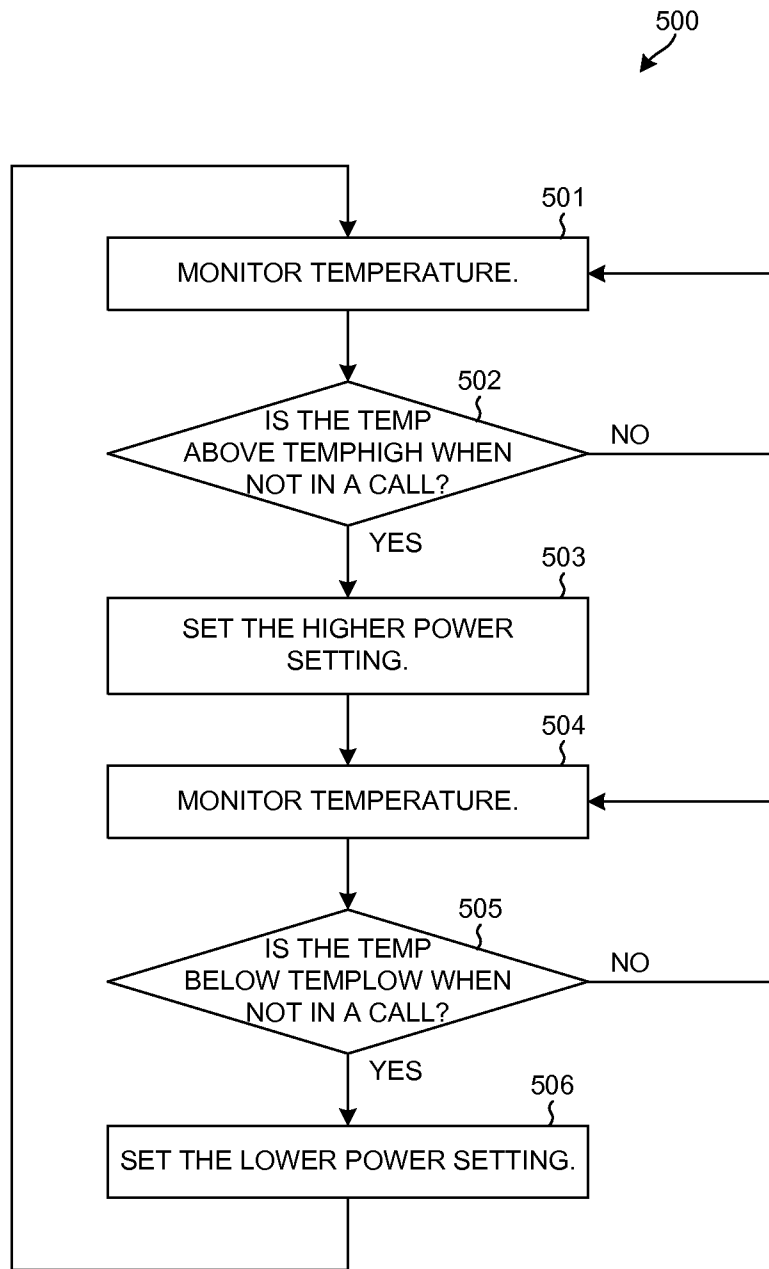 500
501
MONITOR TEMPERATURE.
502
IS THE TEMP
ABOVE TEMPHIGH WHEN
NOT IN A CALL?
NO
YES
503
SET THE HIGHER POWER
SETTING.
504
MONITOR TEMPERATURE.
505
IS THE TEMP
BELOW TEMPLOW WHEN
NOT IN A CALL?
NO
YES
506
SET THE LOWER POWER SETTING.